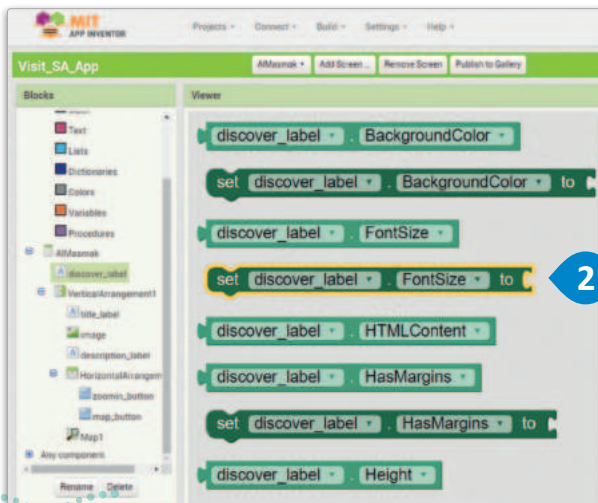 MIT
APP INVENTOR
Projects Connect Build Settings Help
Visit_SA_App
AlMasmak Add Screen ... Remove Screen Publish to Gallery
Blocks
Viewer
Text
Lists
Dictionaries
Colors
Variables
Procedures
AlMasmak
discover_label
VerticalArrangement1
title_label
image
description_label
HorizontalArrangem
zoomin_button
map_button
Map1
Any component
Rename Delete
discover_label . BackgroundColor
set discover_label . BackgroundColor to
discover_label . FontSize
set discover_label . FontSize to
2
discover_label . HTMLContent
discover_label . HasMargins
set discover_label . HasMargins to
discover_label . Height